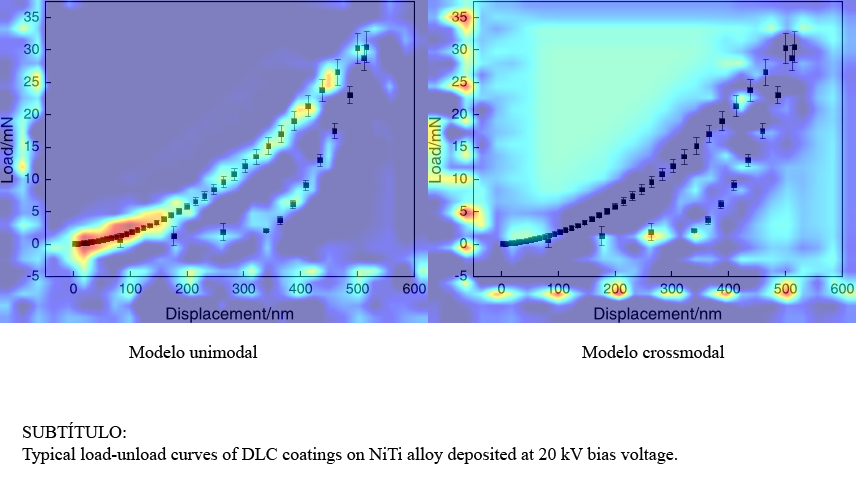 35
30
25
20
15
10
5
0
-5
Load/mN
0 100 200 300 400 500 600
Displacement/nm
35
30
25
20
15
10
5
0
-5
Load/mN
0 100 200 300 400 500 600
Displacement/nm
Modelo unimodal
Modelo crossmodal
SUBTÍTULO:
Typical load-unload curves of DLC coatings on NiTi alloy deposited at 20 kV bias voltage.